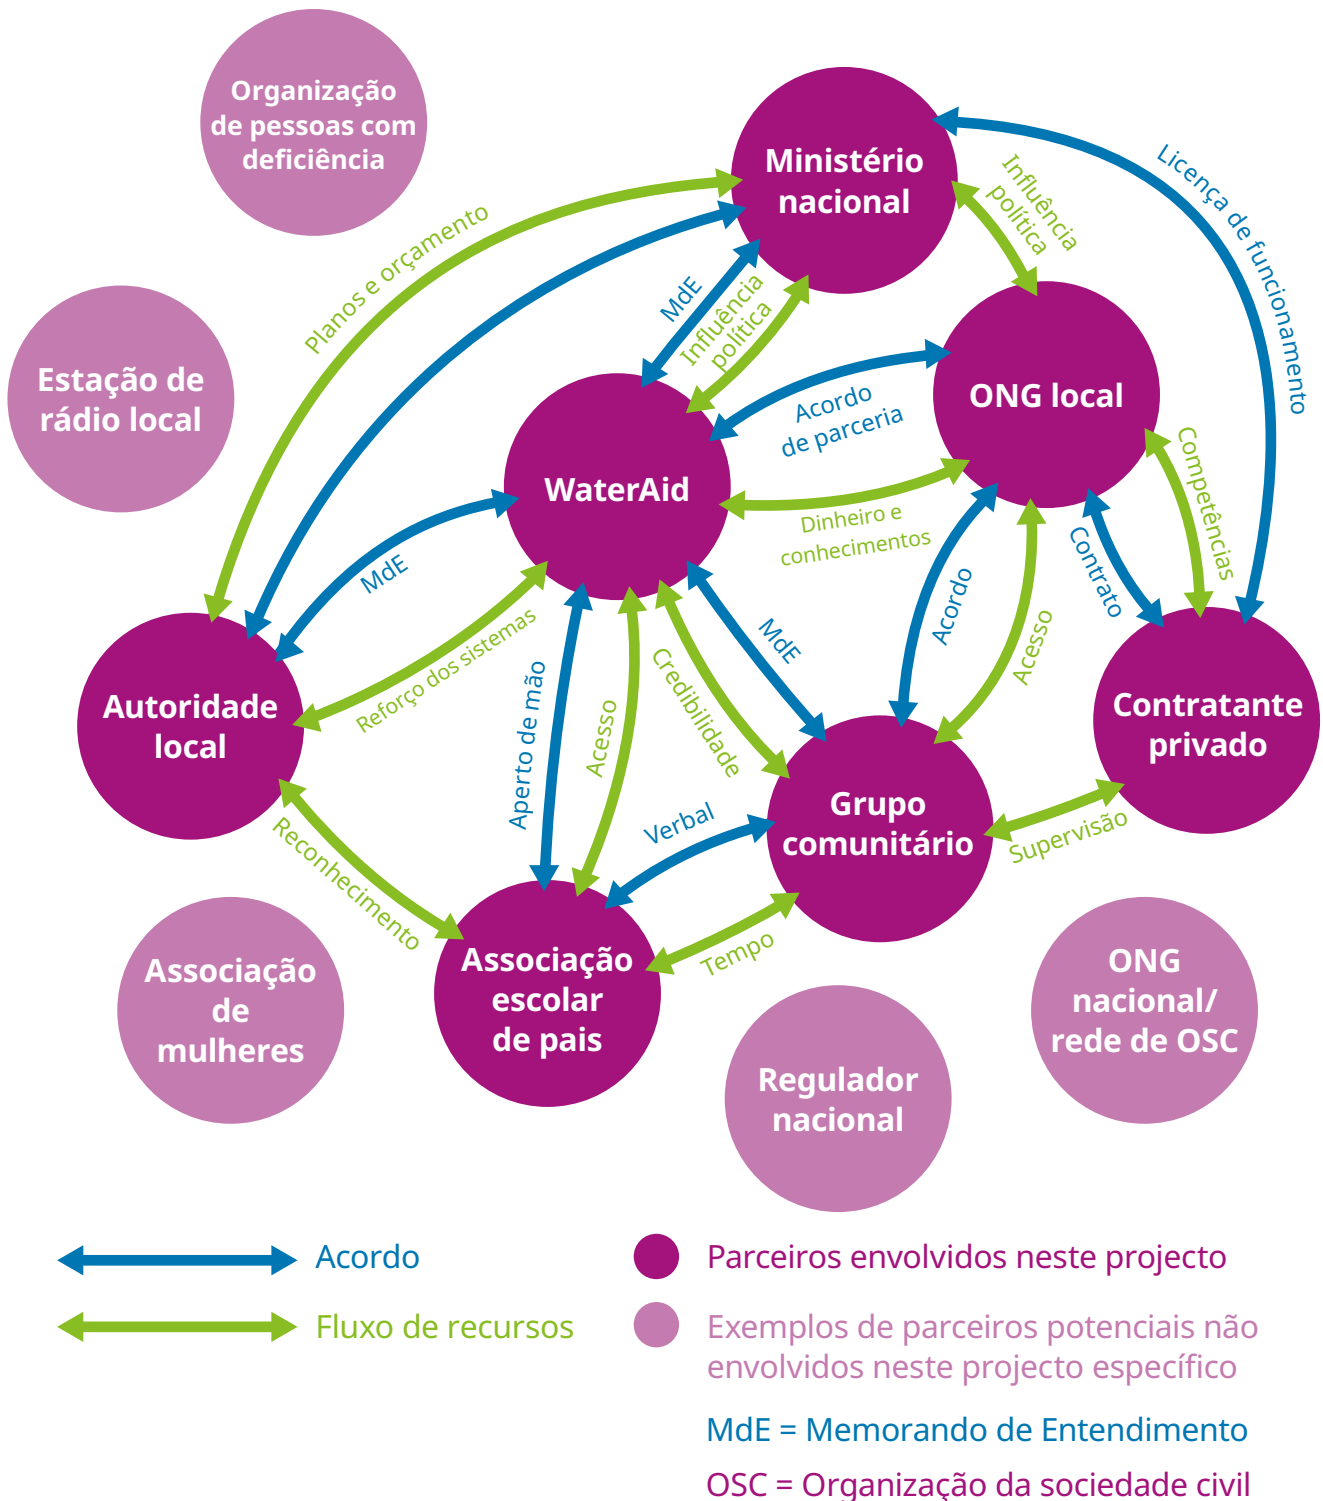 Organização
de pessoas com
deficiência
Ministério
nacional
Licença de funcionamento
Influência
política
Planos e orçamento
MdE
Influência
política
Estação de
rádio local
ONG local
Acordo
de parceria
WaterAid
Competências
Dinheiro e
conhecimentos
MdE
Contrato
Acordo
Acesso
Reforço dos sistemas
MdE
Credibilidade
Aperto de mão
Acesso
Autoridade
local
Contratante
privado
Verbal
Grupo
comunitário
Supervisão
Reconhecimento
Tempo
Associação
escolar
de pais
Associação
de
mulheres
ONG
nacional/
rede de OSC
Regulador
nacional
Acordo
Parceiros envolvidos neste projecto
Fluxo de recursos
Exemplos de parceiros potenciais não
envolvidos neste projecto específico
MdE = Memorando de Entendimento
OSC = Organização da sociedade civil